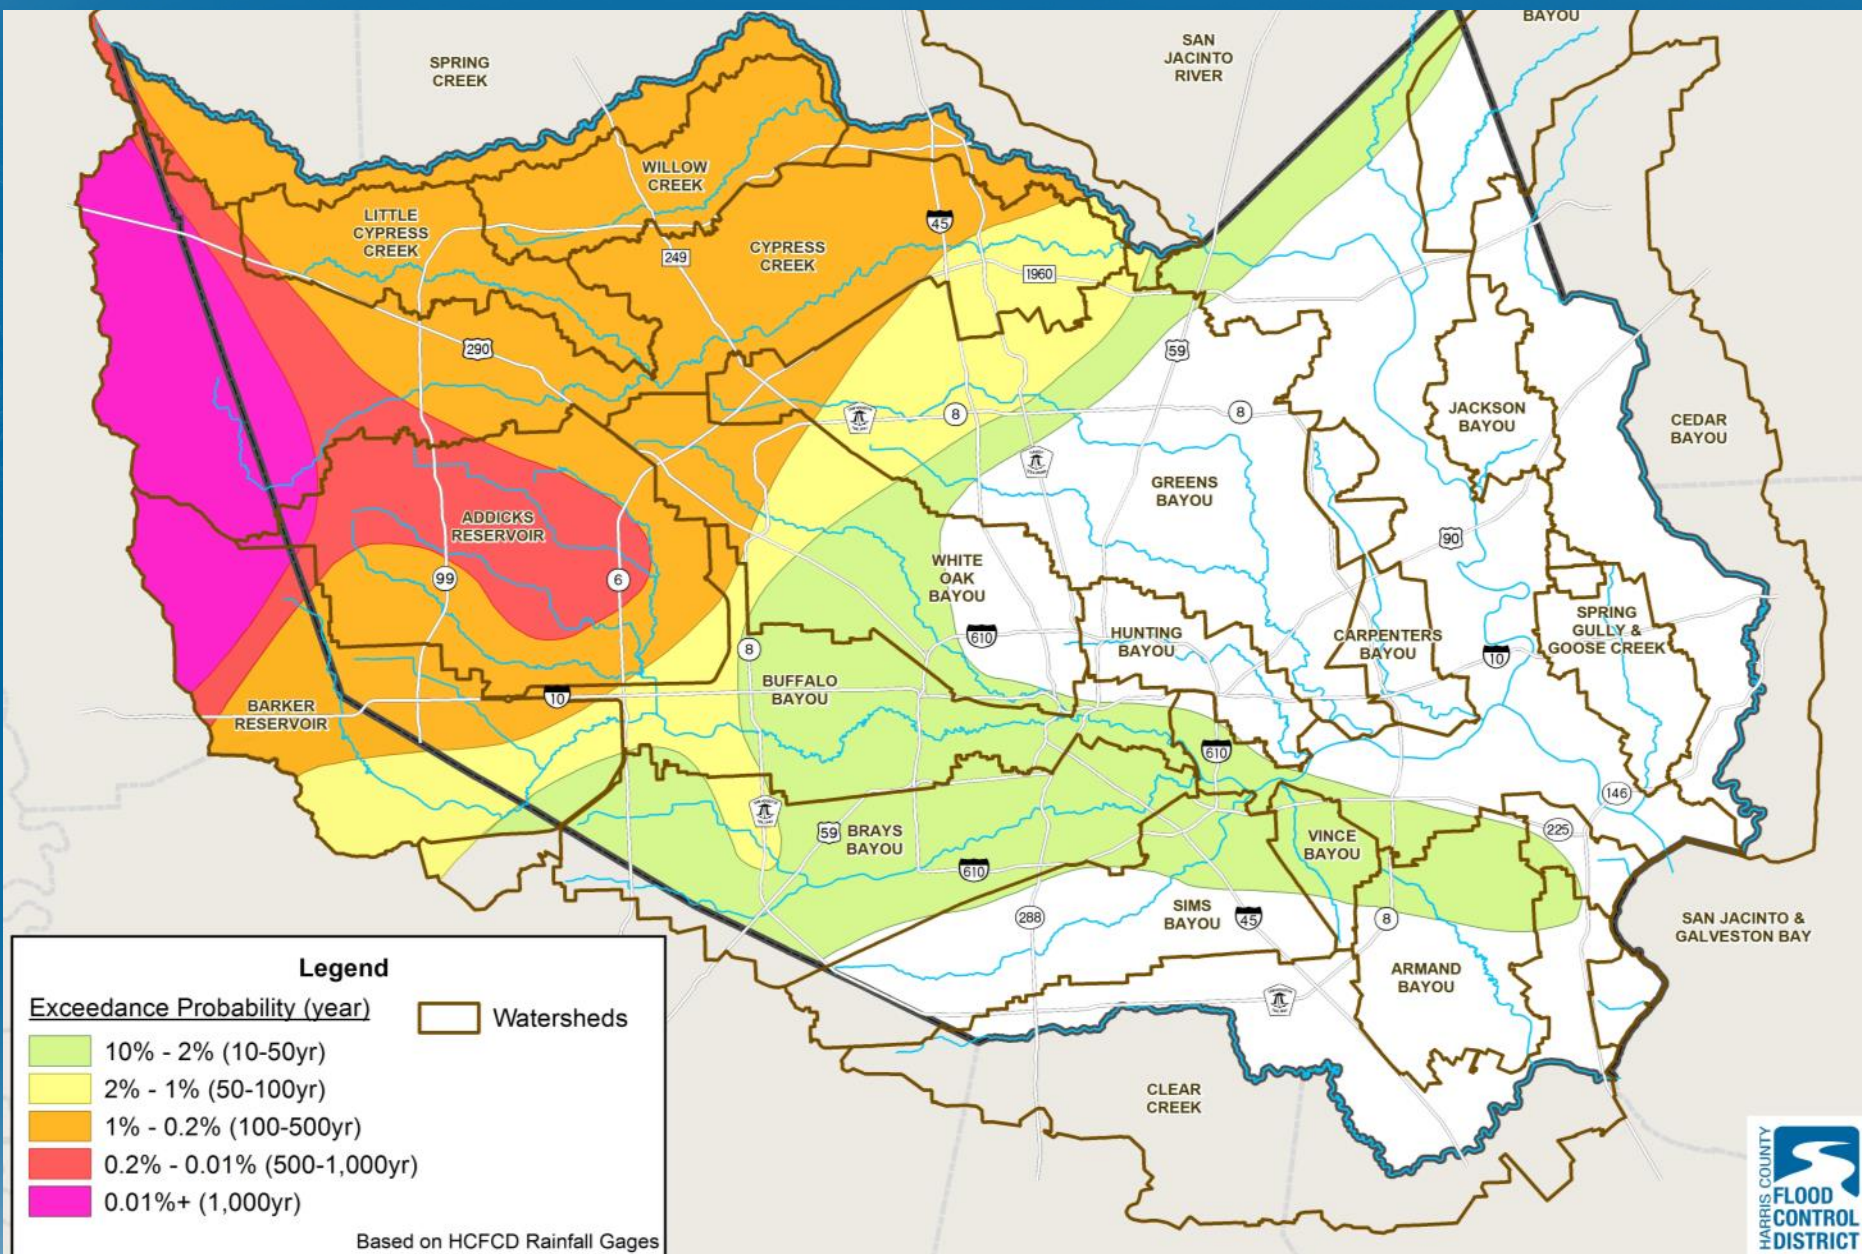 BAYOU
SAN
JACINTO
RIVER
SPRING
CREEK
WILLOW
CREEK
LITTLE
CYPRESS
CREEK
45
CYPRESS
CREEK
249
1960
290
59
8
8
JACKSON
BAYOU
CEDAR
BAYOU
GREENS
BAYOU
ADDICKS
RESERVOIR
90
WHITE
OAK
BAYOU
99
6
610
HUNTING
BAYOU
CARPENTERS
BAYOU
SPRING
GULLY &
GOOSE CREEK
8
10
BUFFALO
BAYOU
10
BARKER
RESERVOIR
610
146
59
BRAYS
BAYOU
VINCE
BAYOU
225
610
288
SIMS
BAYOU
45
8
SAN JACINTO &
GALVESTON BAY
ARMAND
BAYOU
CLEAR
CREEK
Legend
Exceedance Probability (year)
Watersheds
10% - 2% (10-50yr)
2% - 1% (50-100yr)
1% - 0.2% (100-500yr)
0.2% - 0.01% (500-1,000yr)
0.01%+ (1,000yr)
Based on HCFCD Rainfall Gages
HARRIS COUNTY
FLOOD
CONTROL
DISTRICT